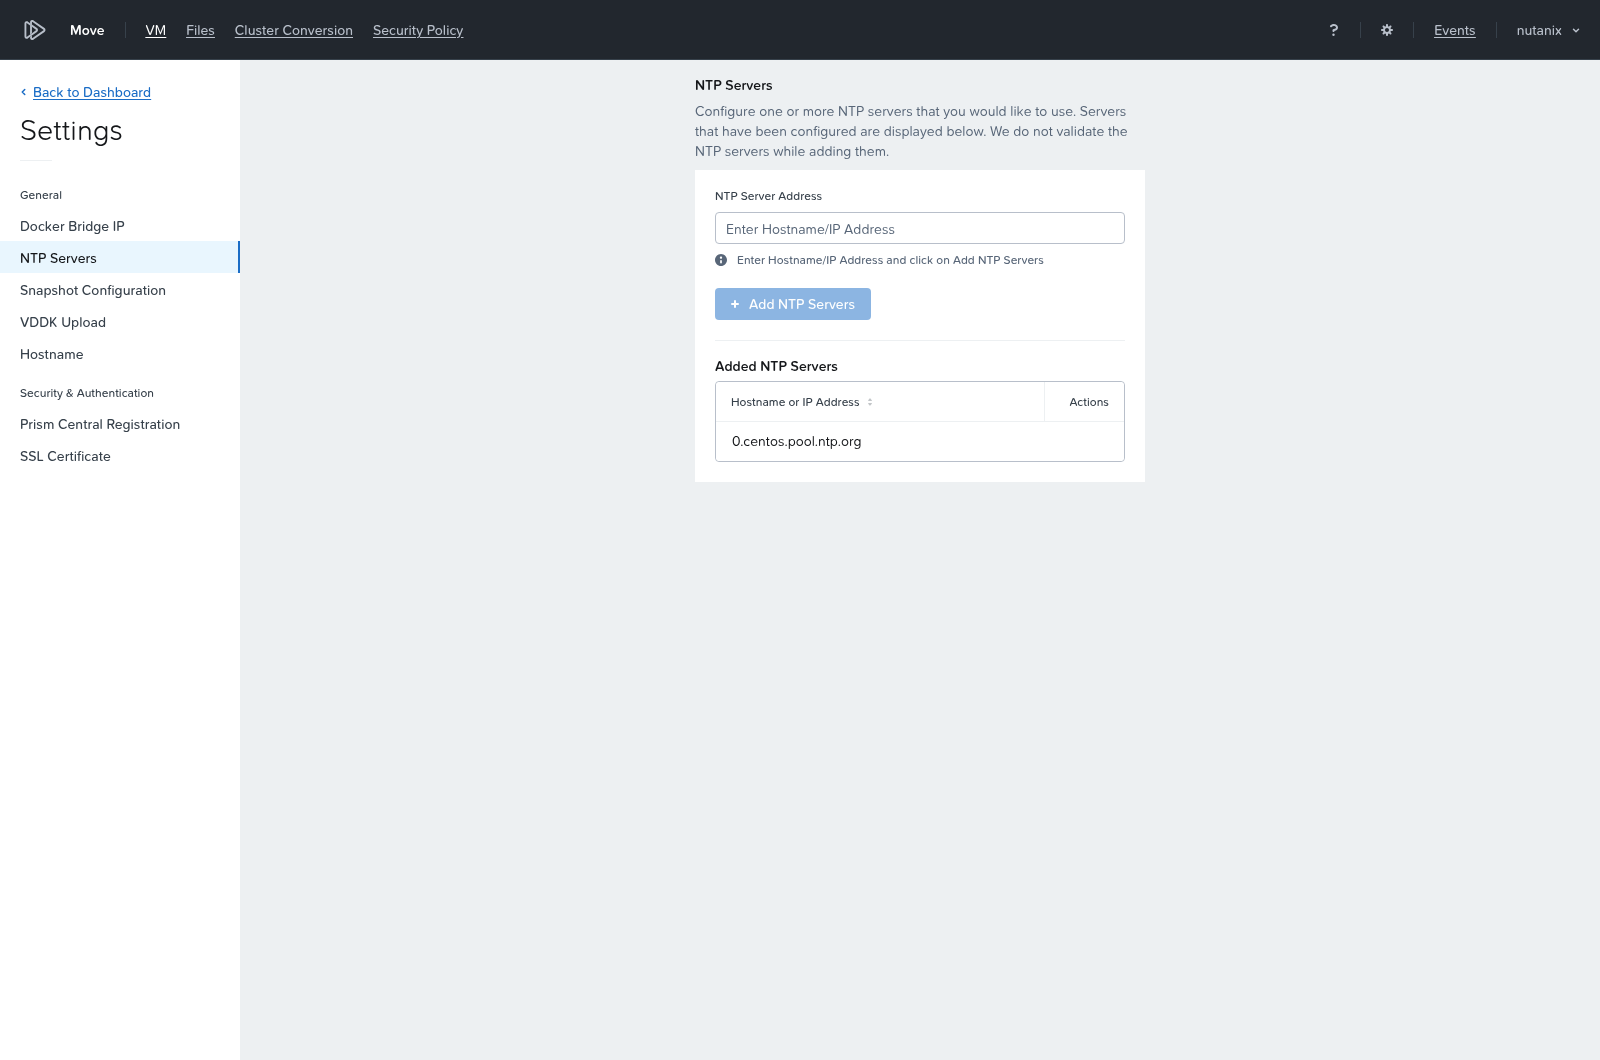 Move
VM
Files
Cluster Conversion
Security Policy
?
Events
nutanix
Back to Dashboard
Settings
General
Docker Bridge IP
NTP Servers
Snapshot Configuration
VDDK Upload
Hostname
Security & Authentication
Prism Central Registration
SSL Certificate
NTP Servers
Configure one or more NTP servers that you would like to use. Servers
that have been configured are displayed below. We do not validate the
NTP servers while adding them.
NTP Server Address
Enter Hostname/IP Address
Enter Hostname/IP Address and click on Add NTP Servers
+ Add NTP Servers
Added NTP Servers
Hostname or IP Address
Actions
0.centos.pool.ntp.org